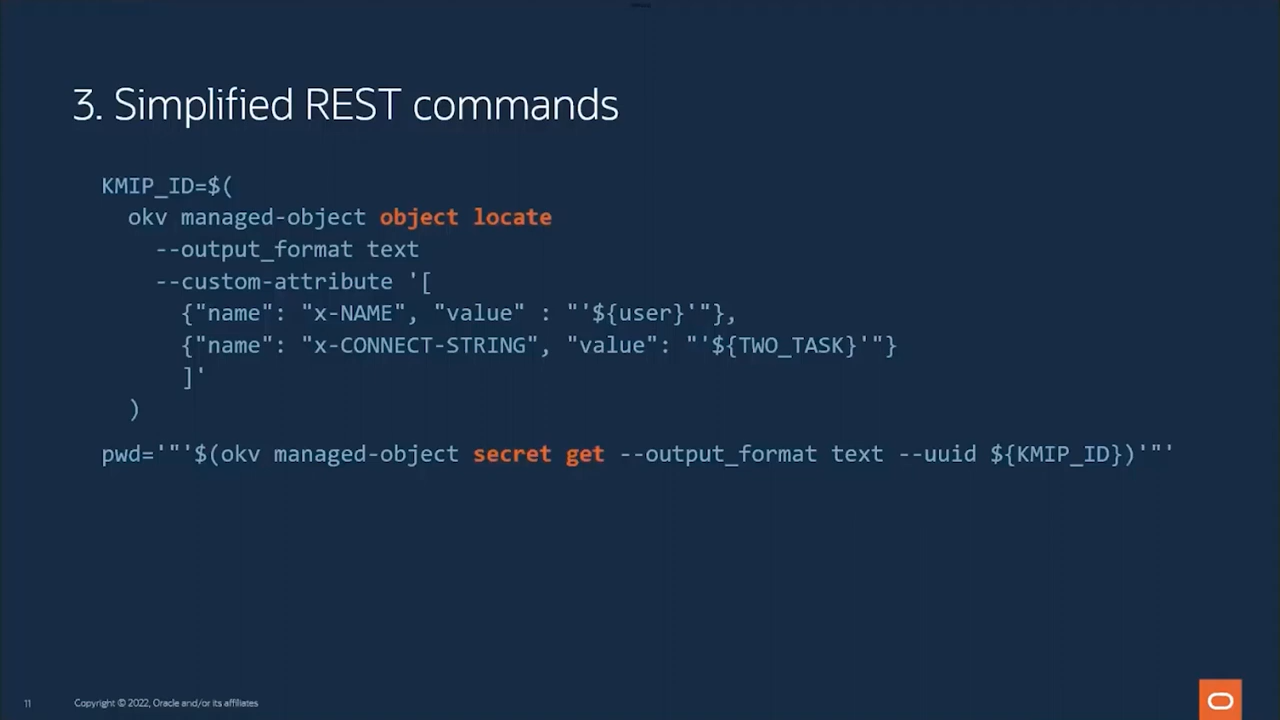 3. Simplified REST commands
KMIP_ID=$(
okv managed-object object locate
--output_format text
--custom-attribute '[
{"name": "x-NAME", "value" : "'${user}'"},
{"name": "x-CONNECT-STRING", "value": "'${TWO_TASK}'"}
]'
)
pwd='"'$(okv managed-object secret get --output_format text --uuid ${KMIP_ID})'"'
11 Copyright © 2022, Oracle and/or its affiliates